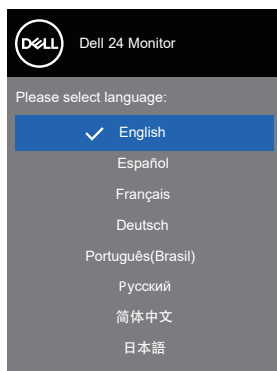 DELL
Dell 24 Monitor
Please select language:
English
Español
Français
Deutsch
Português(Brasil)
Русский
简体中文
日本語